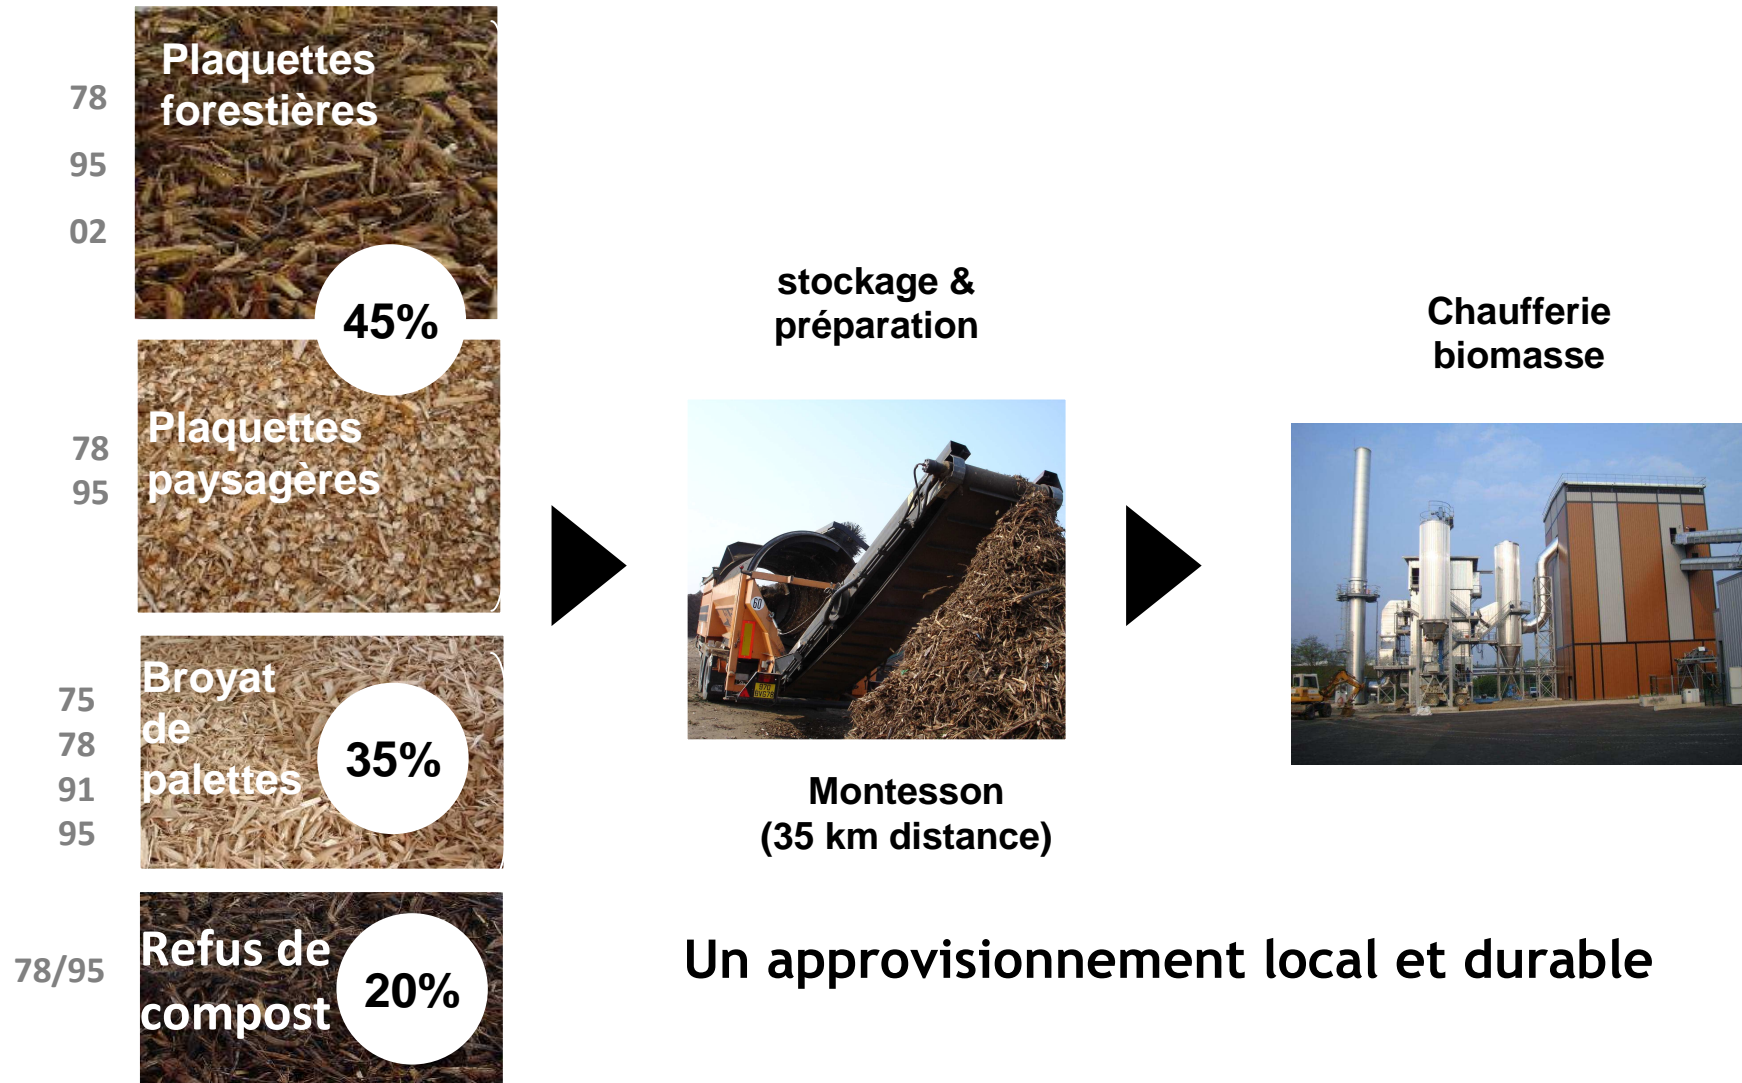 78
95
02
Plaquettes
forestières
45%
78
95
Plaquettes
paysagères
75
78
91
95
Broyat
de
palettes
35%
78/95
Refus de
compost
20%
stockage &
préparation
60
Montesson
(35 km distance)
Chaufferie
biomasse
Un approvisionnement local et durable